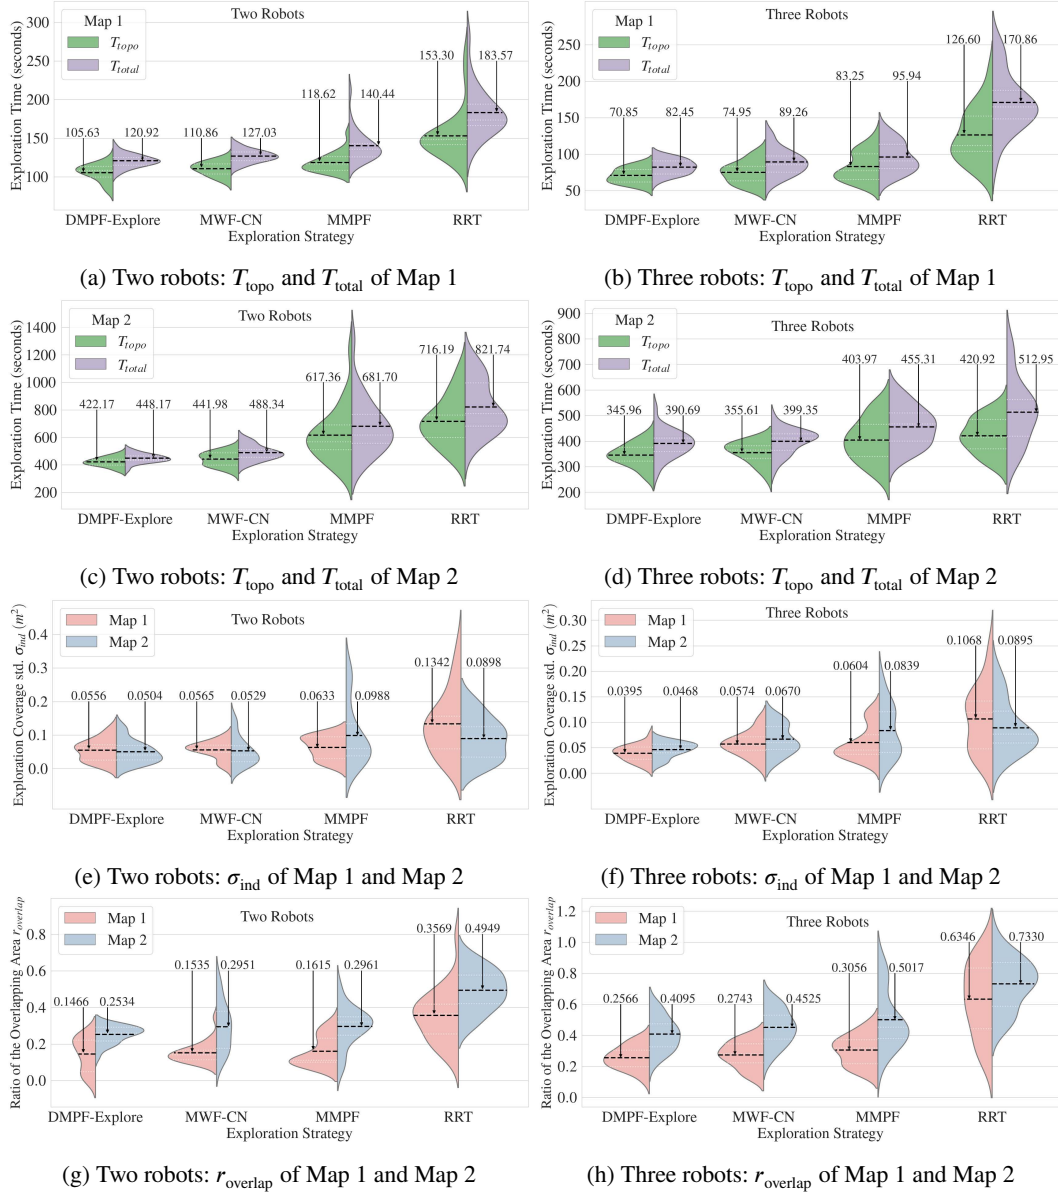 Two Robots
Map 1
T_topo
T_total
105.63
120.92
110.86
127.03
118.62
140.44
153.30
183.57
300
250
200
150
100
Exploration Time (seconds)
DMPF-Explore MWF-CN MMPF RRT
Exploration Strategy
(a) Two robots: T_topo and T_total of Map 1
Three Robots
Map 1
T_topo
T_total
70.85
82.45
74.95
89.26
83.25
95.94
126.60
170.86
250
200
150
100
50
Exploration Time (seconds)
DMPF-Explore MWF-CN MMPF RRT
Exploration Strategy
(b) Three robots: T_topo and T_total of Map 1
Two Robots
Map 2
T_topo
T_total
422.17
448.17
441.98
488.34
617.36
681.70
716.19
821.74
1400
1200
1000
800
600
400
200
Exploration Time (seconds)
DMPF-Explore MWF-CN MMPF RRT
Exploration Strategy
(c) Two robots: T_topo and T_total of Map 2
Three Robots
Map 2
T_topo
T_total
345.96
390.69
355.61
399.35
403.97
455.31
420.92
512.95
900
800
700
600
500
400
300
200
Exploration Time (seconds)
DMPF-Explore MWF-CN MMPF RRT
Exploration Strategy
(d) Three robots: T_topo and T_total of Map 2
Two Robots
Map 1
Map 2
0.0556
0.0504
0.0565
0.0529
0.0633
0.0988
0.1342
0.0898
0.4
0.3
0.2
0.1
0.0
Exploration Coverage std. σ_ind (m²)
DMPF-Explore MWF-CN MMPF RRT
Exploration Strategy
(e) Two robots: σ_ind of Map 1 and Map 2
Three Robots
Map 1
Map 2
0.0395
0.0468
0.0574
0.0670
0.0604
0.0839
0.1068
0.0895
0.30
0.25
0.20
0.15
0.10
0.05
0.00
Exploration Coverage std. σ_ind (m²)
DMPF-Explore MWF-CN MMPF RRT
Exploration Strategy
(f) Three robots: σ_ind of Map 1 and Map 2
Two Robots
Map 1
Map 2
0.1466
0.2534
0.1535
0.2951
0.1615
0.2961
0.3569
0.4949
0.8
0.6
0.4
0.2
0.0
Ratio of the Overlapping Area r_overlap
DMPF-Explore MWF-CN MMPF RRT
Exploration Strategy
(g) Two robots: r_overlap of Map 1 and Map 2
Three Robots
Map 1
Map 2
0.2566
0.4095
0.2743
0.4525
0.3056
0.5017
0.6346
0.7330
1.2
1.0
0.8
0.6
0.4
0.2
0.0
Ratio of the Overlapping Area r_overlap
DMPF-Explore MWF-CN MMPF RRT
Exploration Strategy
(h) Three robots: r_overlap of Map 1 and Map 2